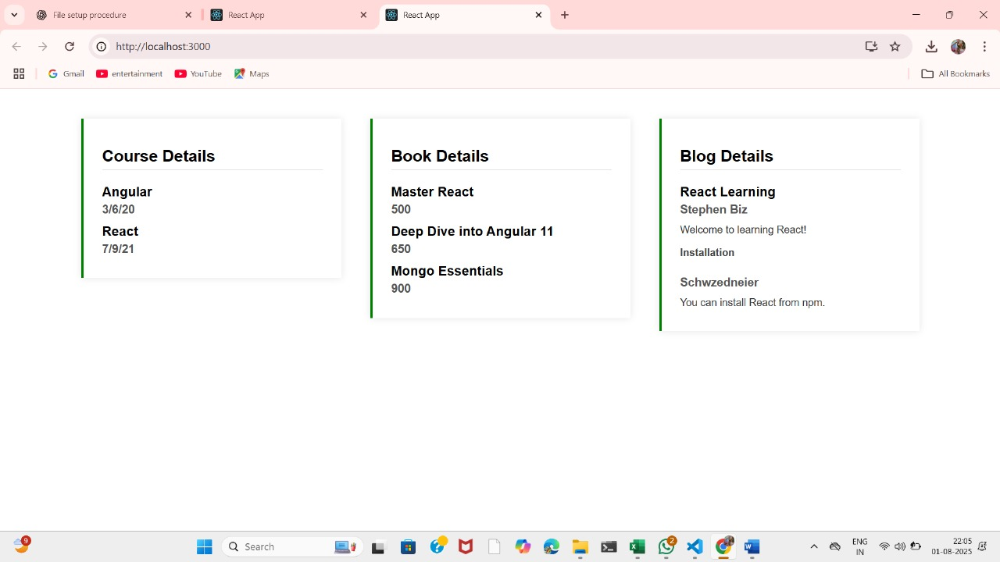 File setup procedure
React App
React App
http://localhost:3000
Gmail
entertainment
YouTube
Maps
All Bookmarks
Course Details
Angular
3/6/20
React
7/9/21
Book Details
Master React
500
Deep Dive into Angular 11
650
Mongo Essentials
900
Blog Details
React Learning
Stephen Biz
Welcome to learning React!
Installation
Schwzedneier
You can install React from npm.
9
Search
2
ENG
IN
12:05
01-08-2025